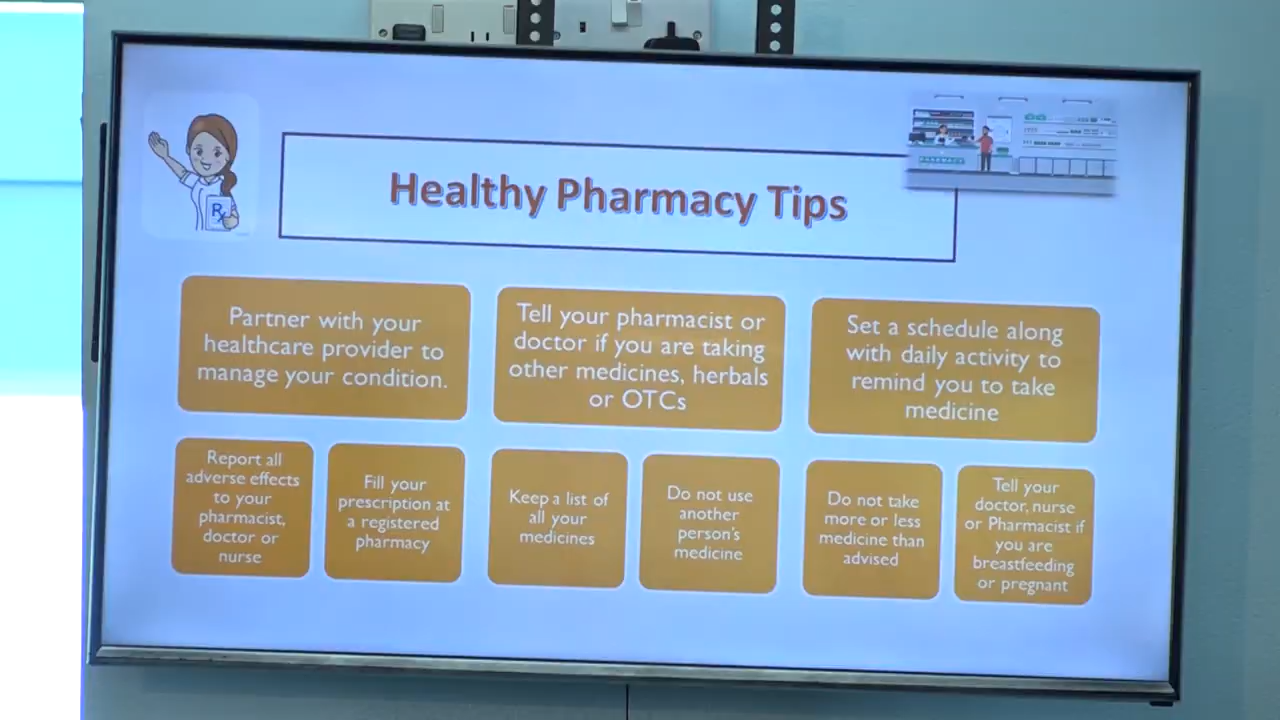 Rx
PHARMACY
Healthy Pharmacy Tips
Partner with your
healthcare provider to
manage your condition.
Tell your pharmacist or
doctor if you are taking
other medicines, herbals
or OTCs
Set a schedule along
with daily activity to
remind you to take
medicine
Report all
adverse effects
to your
pharmacist,
doctor or
nurse
Fill your
prescription at
a registered
pharmacy
Keep a list of
all your
medicines
Do not use
another
person's
medicine
Do not take
more or less
medicine than
advised
Tell your
doctor, nurse
or Pharmacist if
you are
breastfeeding
or pregnant